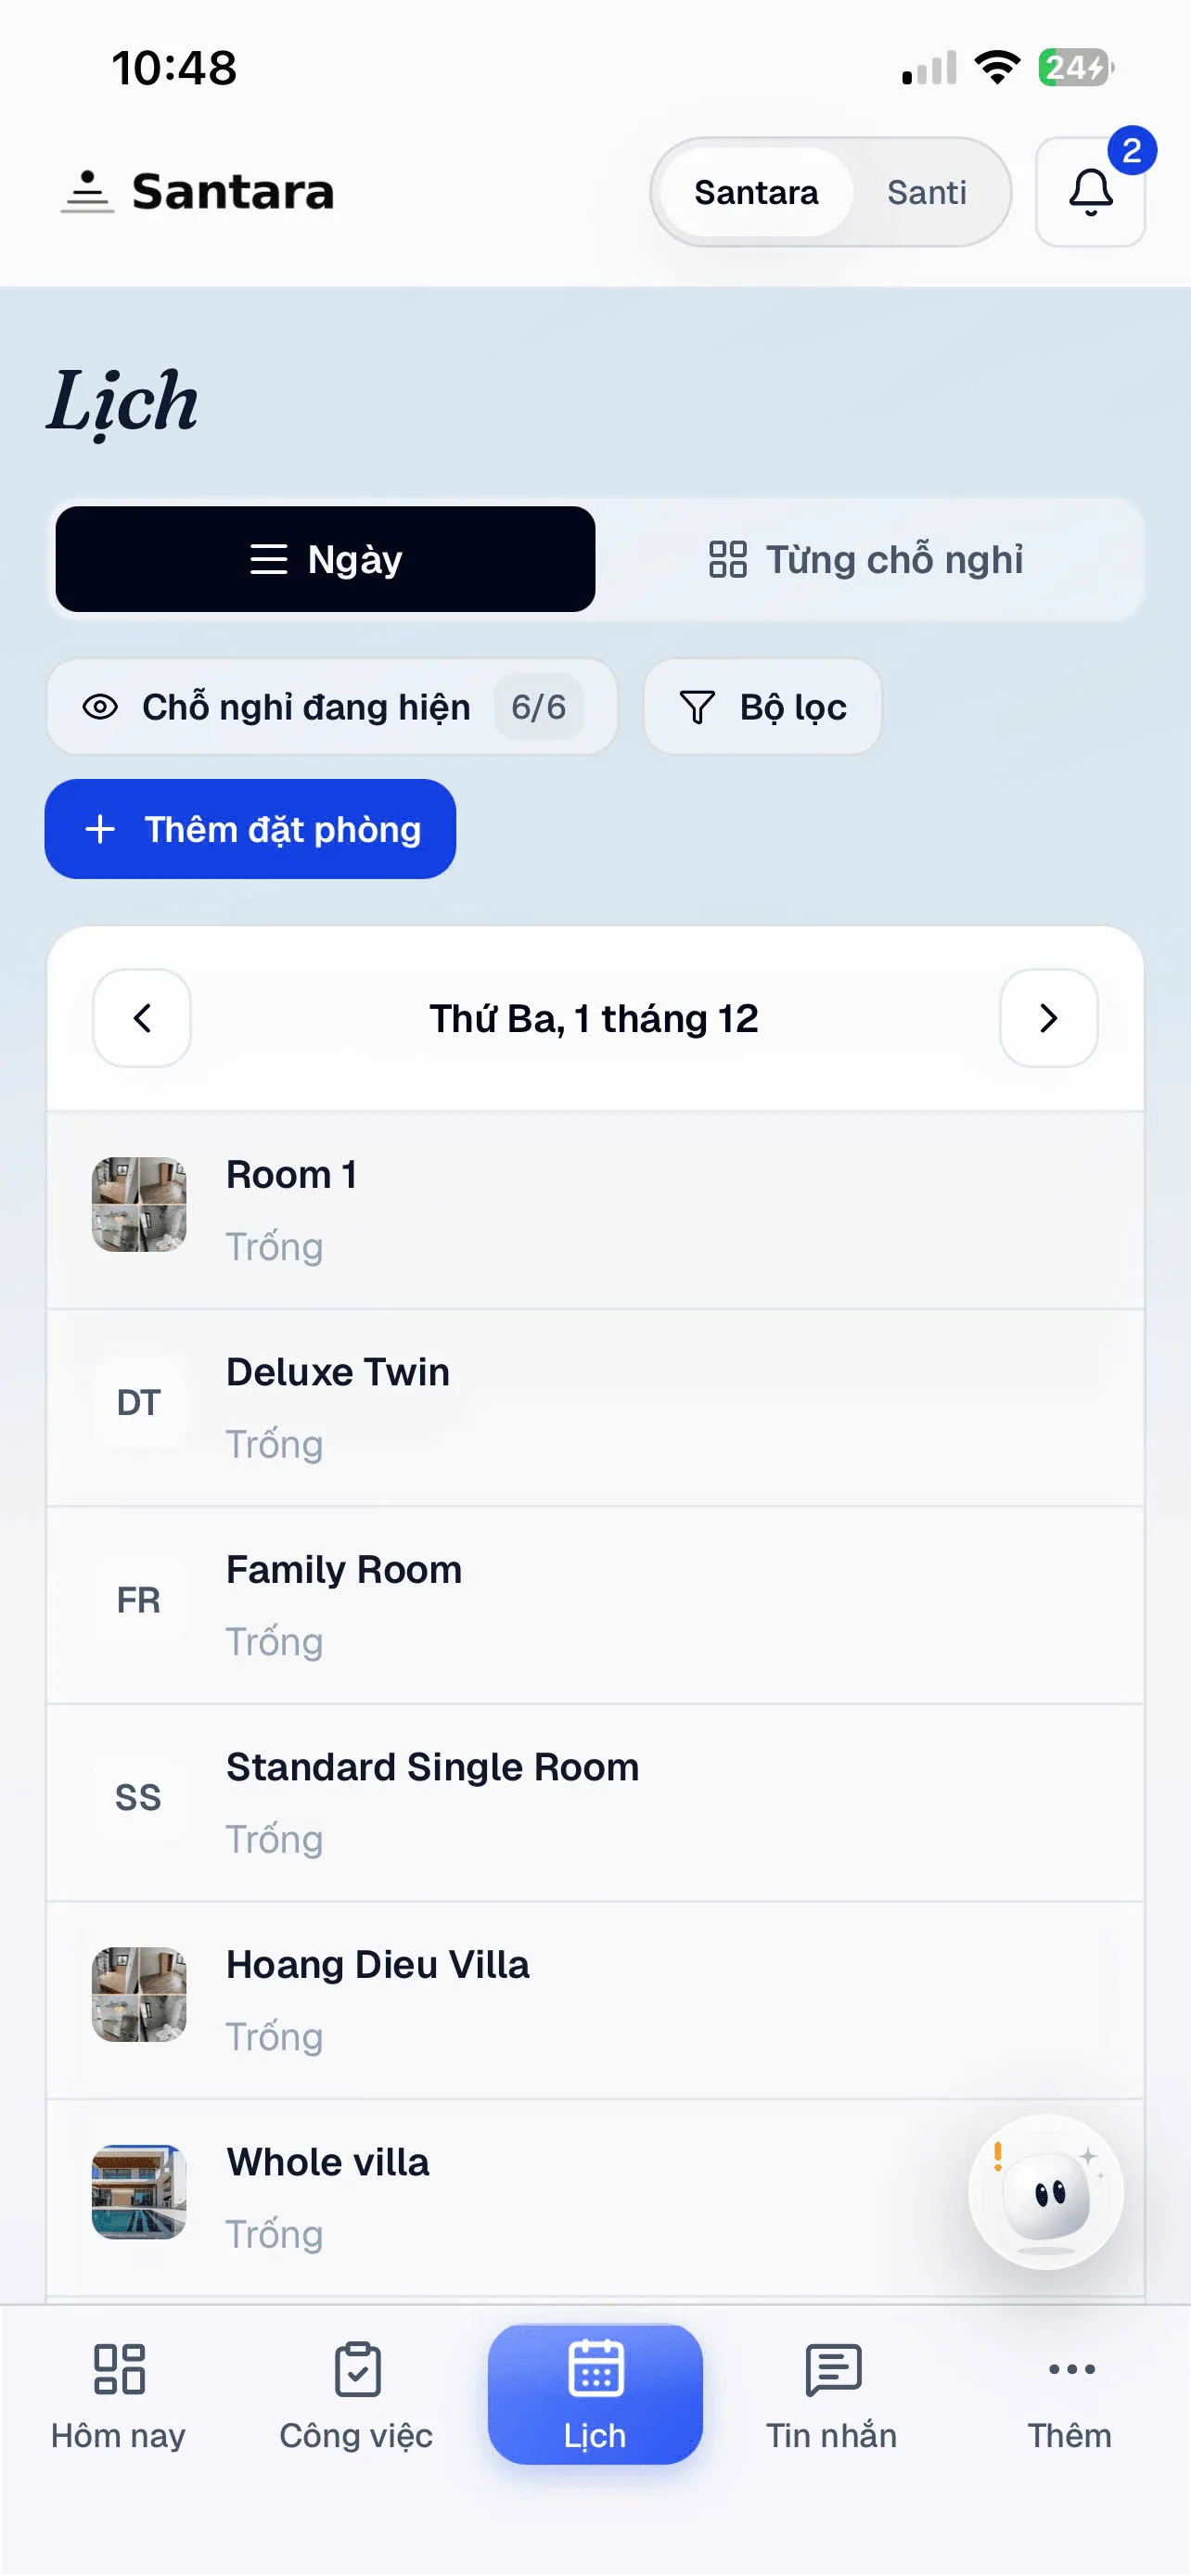 10:48
24
Santara
Santara
Santi
2
Lịch
Ngày
Từng chỗ nghỉ
Chỗ nghỉ đang hiện 6/6
Bộ lọc
+ Thêm đặt phòng
Thứ Ba, 1 tháng 12
Room 1
Trống
DT
Deluxe Twin
Trống
FR
Family Room
Trống
SS
Standard Single Room
Trống
Hoang Dieu Villa
Trống
Whole villa
Trống
!
Hôm nay
Công việc
Lịch
Tin nhắn
Thêm